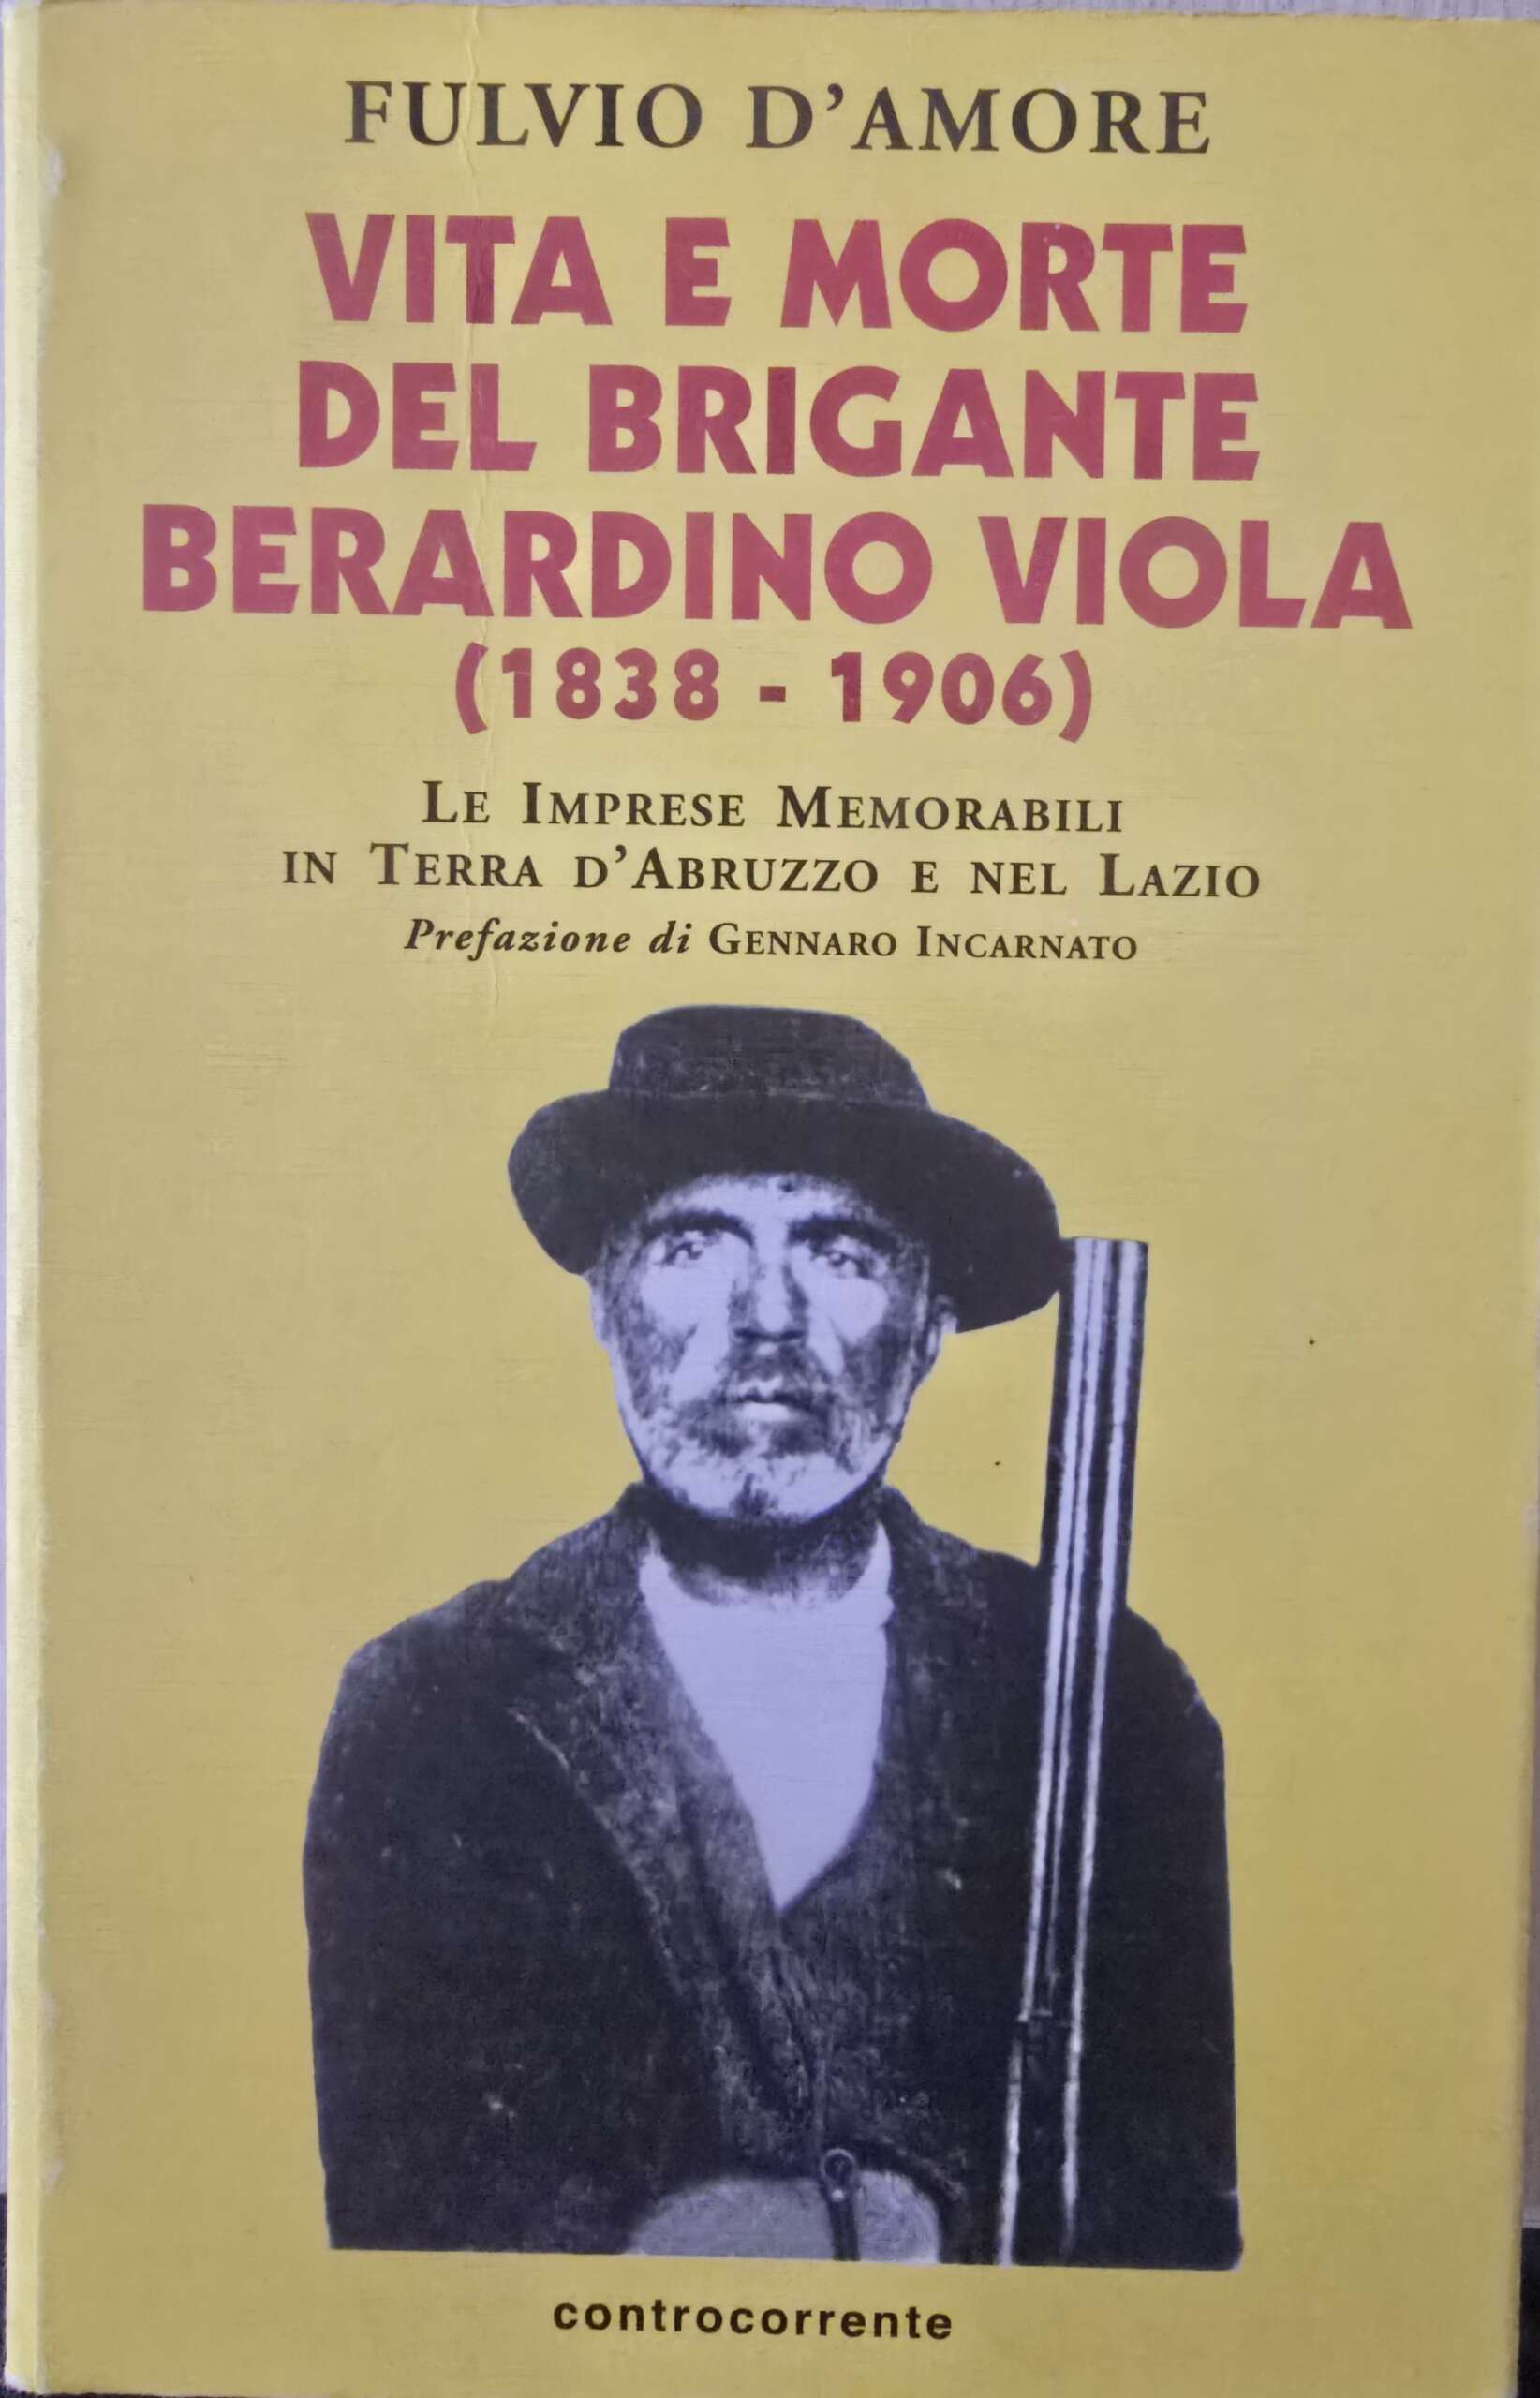 FULVIO D'AMORE
VITA E MORTE
DEL BRIGANTE
BERARDINO VIOLA
(1838 - 1906)
LE IMPRESE MEMORABILI
IN TERRA D'ABRUZZO E NEL LAZIO
Prefazione di GENNARO INCARNATO
controcorrente